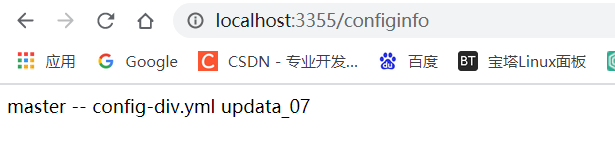 localhost:3355/configinfo
应用 Google C CSDN - 专业开发... 百度 BT 宝塔Linux面板
master -- config-div.yml updata_07